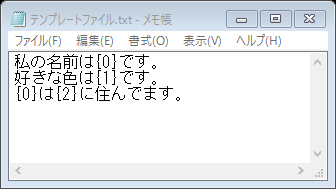 テンプレートファイル.txt - メモ帳
ファイル(F) 編集(E) 書式(O) 表示(V) ヘルプ(H)
私の名前は{0}です。
好きな色は{1}です。
{0}は{2}に住んでます。